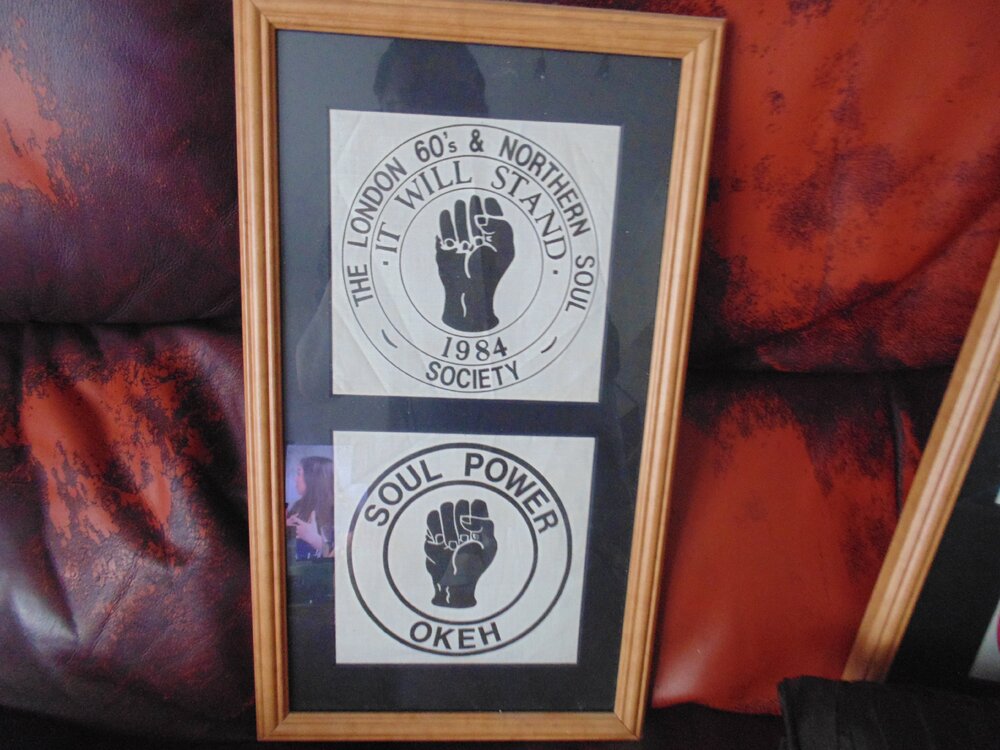 THE LONDON 60's & NORTHERN SOUL
· IT WILL STAND ·
1984
SOCIETY
SOUL POWER
OKEH